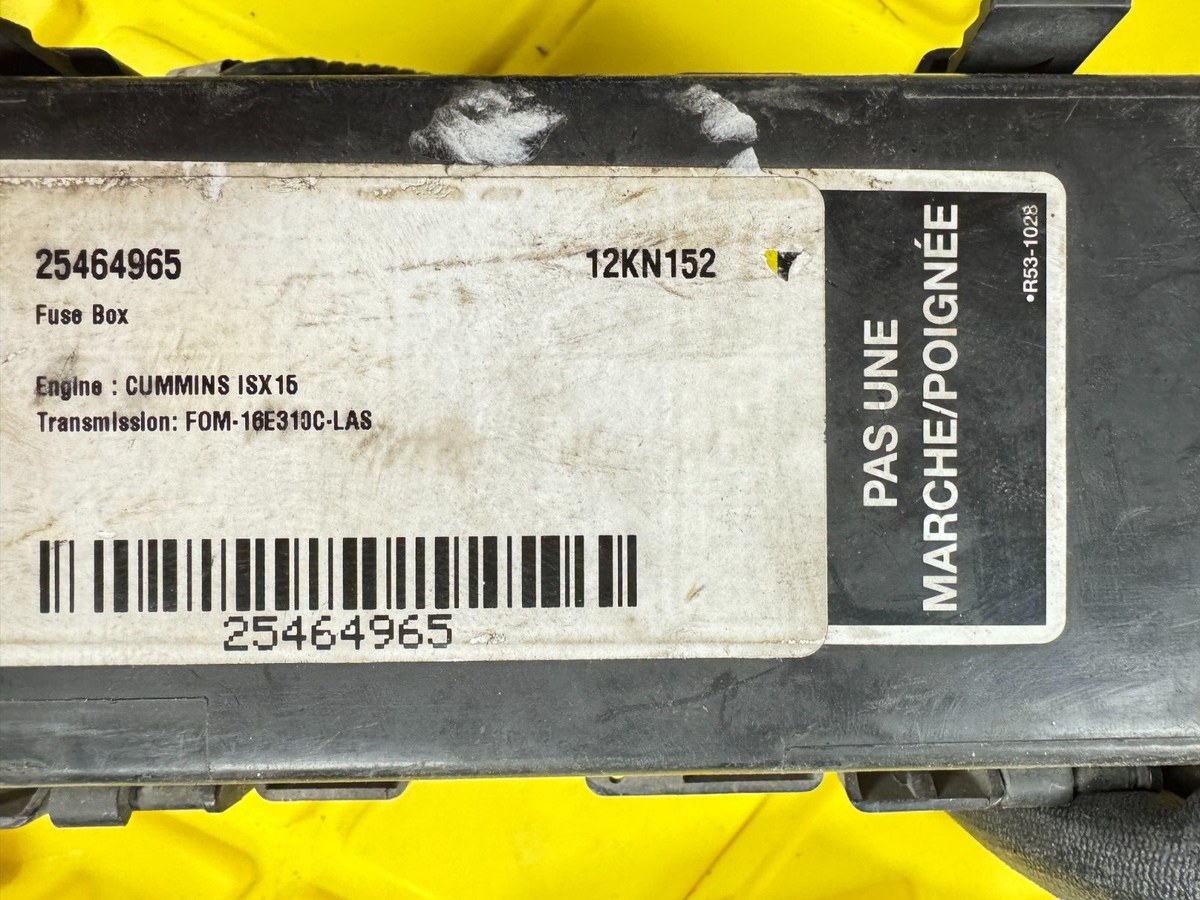 25464965
12KN152
Fuse Box
Engine : CUMMINS ISX15
Transmission: FOM-16E310C-LAS
25464965
PAS UNE
MARCHE/POIGNÉE
•R53-1028